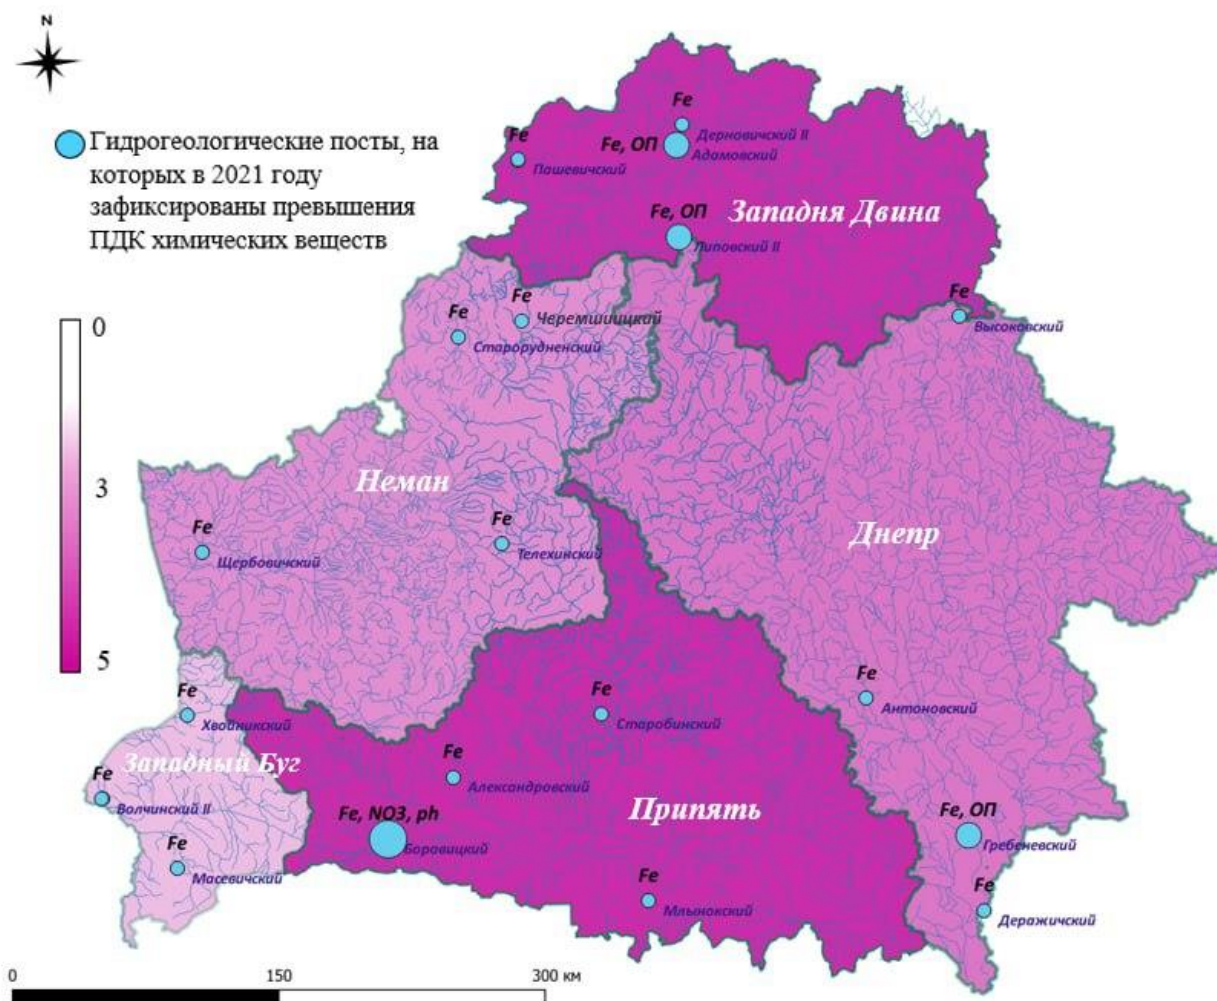 N
Гидрогеологические посты, на
которых в 2021 году
зафиксированы превышения
ПДК химических веществ
0
3
5
Fe
Дерновичский II
Fe
Пашевичский
Fe, ОП
Адамовский
Западня Двина
Fe, ОП
Липовский II
Fe
Высоковский
Fe
Черемшицкий
Fe
Старорудненский
Неман
Fe
Щербовичский
Fe
Телехинский
Днепр
Fe
Хвойникский
Fe
Старобинский
Fe
Антоновский
Западный Буг
Fe
Волчинский II
Fe
Александровский
Припять
Fe, NO3, ph
Боровицкий
Fe, ОП
Гребеневский
Fe
Масевичский
Fe
Млынокский
Fe
Деражичский
0
150
300 км